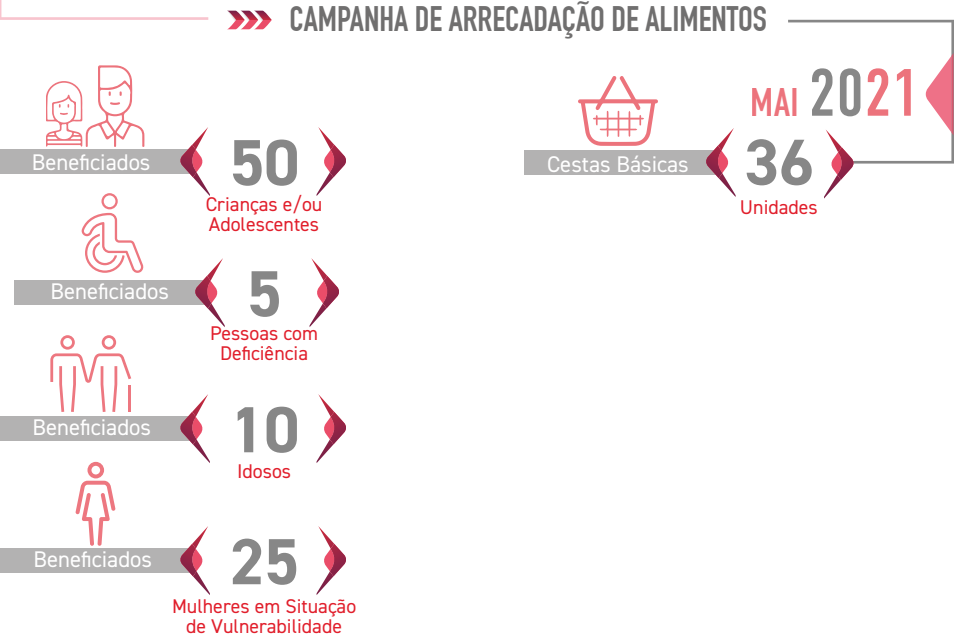 CAMPANHA DE ARRECADAÇÃO DE ALIMENTOS
MAI 2021
Beneficiados
50
Crianças e/ou
Adolescentes
Cestas Básicas
36
Unidades
Beneficiados
5
Pessoas com
Deficiência
Beneficiados
10
Idosos
Beneficiados
25
Mulheres em Situação
de Vulnerabilidade